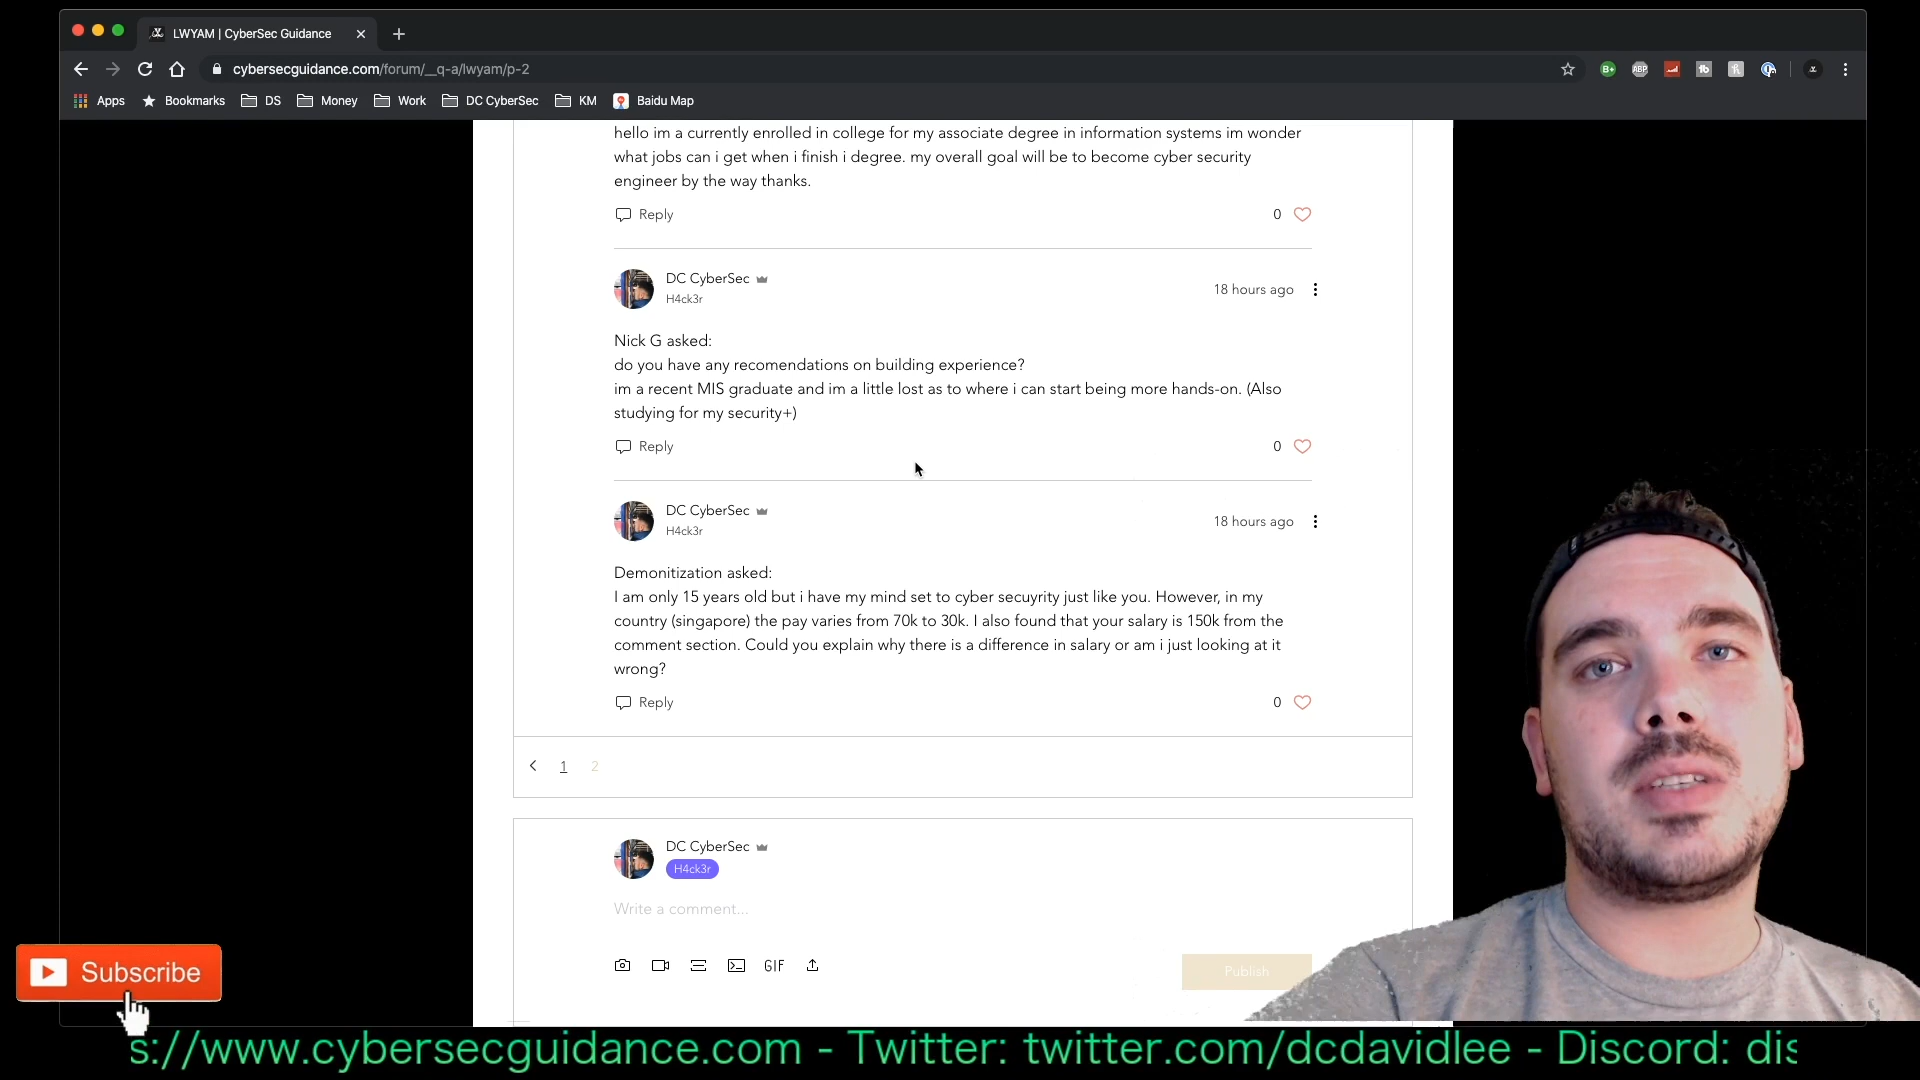 LWYAM | CyberSec Guidance
cybersecguidance.com/forum/__q-a/lwyam/p-2
Apps Bookmarks DS Money Work DC CyberSec KM Baidu Map
hello im a currently enrolled in college for my associate degree in information systems im wonder
what jobs can i get when i finish i degree. my overall goal will be to become cyber security
engineer by the way thanks.
Reply 0
DC CyberSec
H4ck3r
18 hours ago
Nick G asked:
do you have any recomendations on building experience?
im a recent MIS graduate and im a little lost as to where i can start being more hands-on. (Also
studying for my security+)
Reply 0
DC CyberSec
H4ck3r
18 hours ago
Demonitization asked:
I am only 15 years old but i have my mind set to cyber secuyrity just like you. However, in my
country (singapore) the pay varies from 70k to 30k. I also found that your salary is 150k from the
comment section. Could you explain why there is a difference in salary or am i just looking at it
wrong?
Reply 0
1 2
DC CyberSec
H4ck3r
Write a comment...
GIF
Publish
Subscribe
s://www.cybersecguidance.com - Twitter: twitter.com/dcdavidlee - Discord: dis